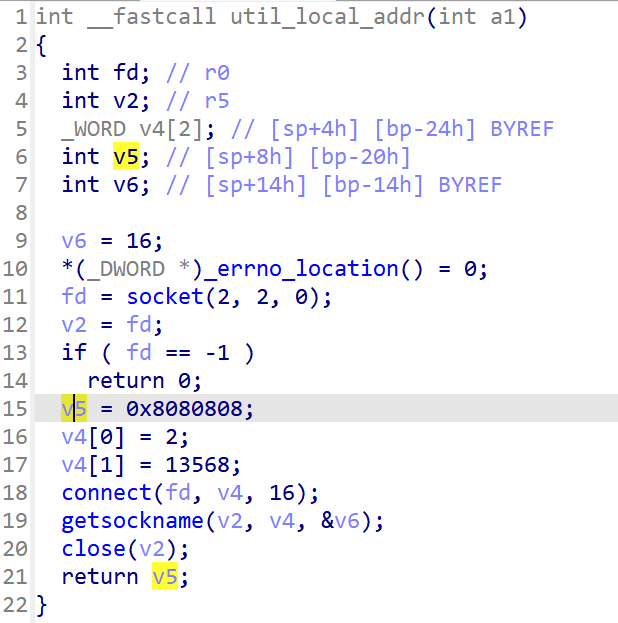 1 int __fastcall util_local_addr(int a1)
2 {
3 int fd; // r0
4 int v2; // r5
5 _WORD v4[2]; // [sp+4h] [bp-24h] BYREF
6 int v5; // [sp+8h] [bp-20h]
7 int v6; // [sp+14h] [bp-14h] BYREF
8
9 v6 = 16;
10 *(_DWORD *)_errno_location() = 0;
11 fd = socket(2, 2, 0);
12 v2 = fd;
13 if ( fd == -1 )
14 return 0;
15 v5 = 0x8080808;
16 v4[0] = 2;
17 v4[1] = 13568;
18 connect(fd, v4, 16);
19 getsockname(v2, v4, &v6);
20 close(v2);
21 return v5;
22 }